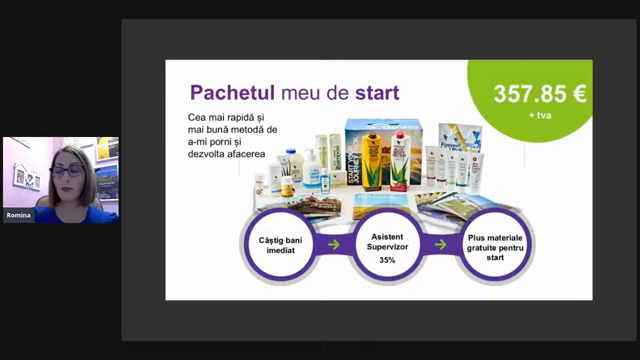 Pachetul meu de start
357.85 €
+ tva
Cea mai rapidă și
mai bună metodă de
a-mi porni și
dezvolta afacerea
Romina
Câștig bani
imediat
Asistent
Supervizor
35%
Plus materiale
gratuite pentru
start